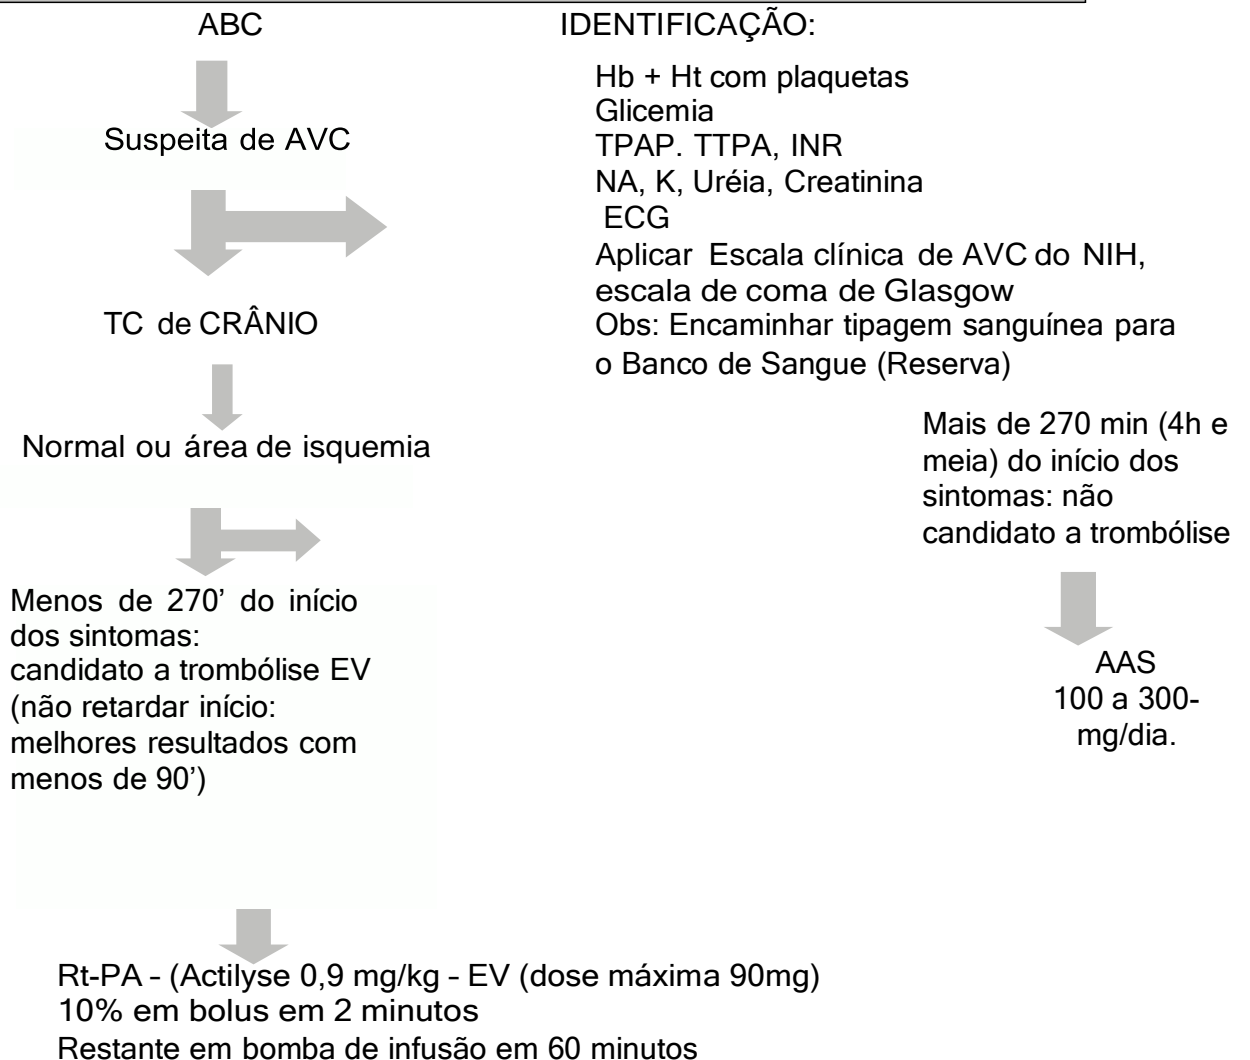 ABC
IDENTIFICAÇÃO:
Hb + Ht com plaquetas
Glicemia
TPAP. TTPA, INR
NA, K, Uréia, Creatinina
ECG
Aplicar Escala clínica de AVC do NIH,
escala de coma de Glasgow
Obs: Encaminhar tipagem sanguínea para
o Banco de Sangue (Reserva)
Suspeita de AVC
TC de CRÂNIO
Normal ou área de isquemia
Mais de 270 min (4h e
meia) do início dos
sintomas: não
candidato a trombólise
AAS
100 a 300-
mg/dia.
Menos de 270’ do início
dos sintomas:
candidato a trombólise EV
(não retardar início:
melhores resultados com
menos de 90’)
Rt-PA – (Actilyse 0,9 mg/kg – EV (dose máxima 90mg)
10% em bolus em 2 minutos
Restante em bomba de infusão em 60 minutos